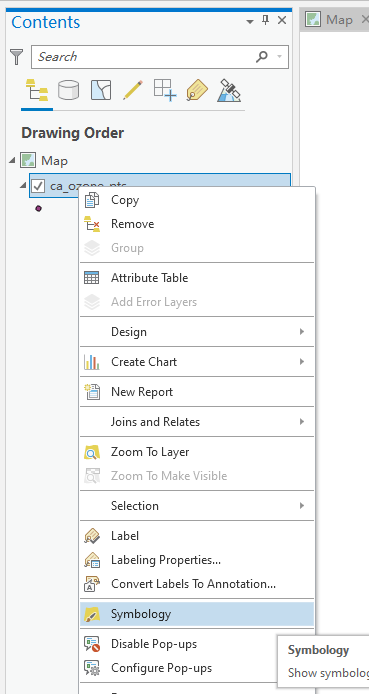 Contents
Map
Search
Drawing Order
Map
ca_ozone_pts
Copy
Remove
Group
Attribute Table
Add Error Layers
Design
Create Chart
New Report
Joins and Relates
Zoom To Layer
Zoom To Make Visible
Selection
Label
Labeling Properties...
Convert Labels To Annotation...
Symbology
Disable Pop-ups
Symbology
Configure Pop-ups
Show symbolog